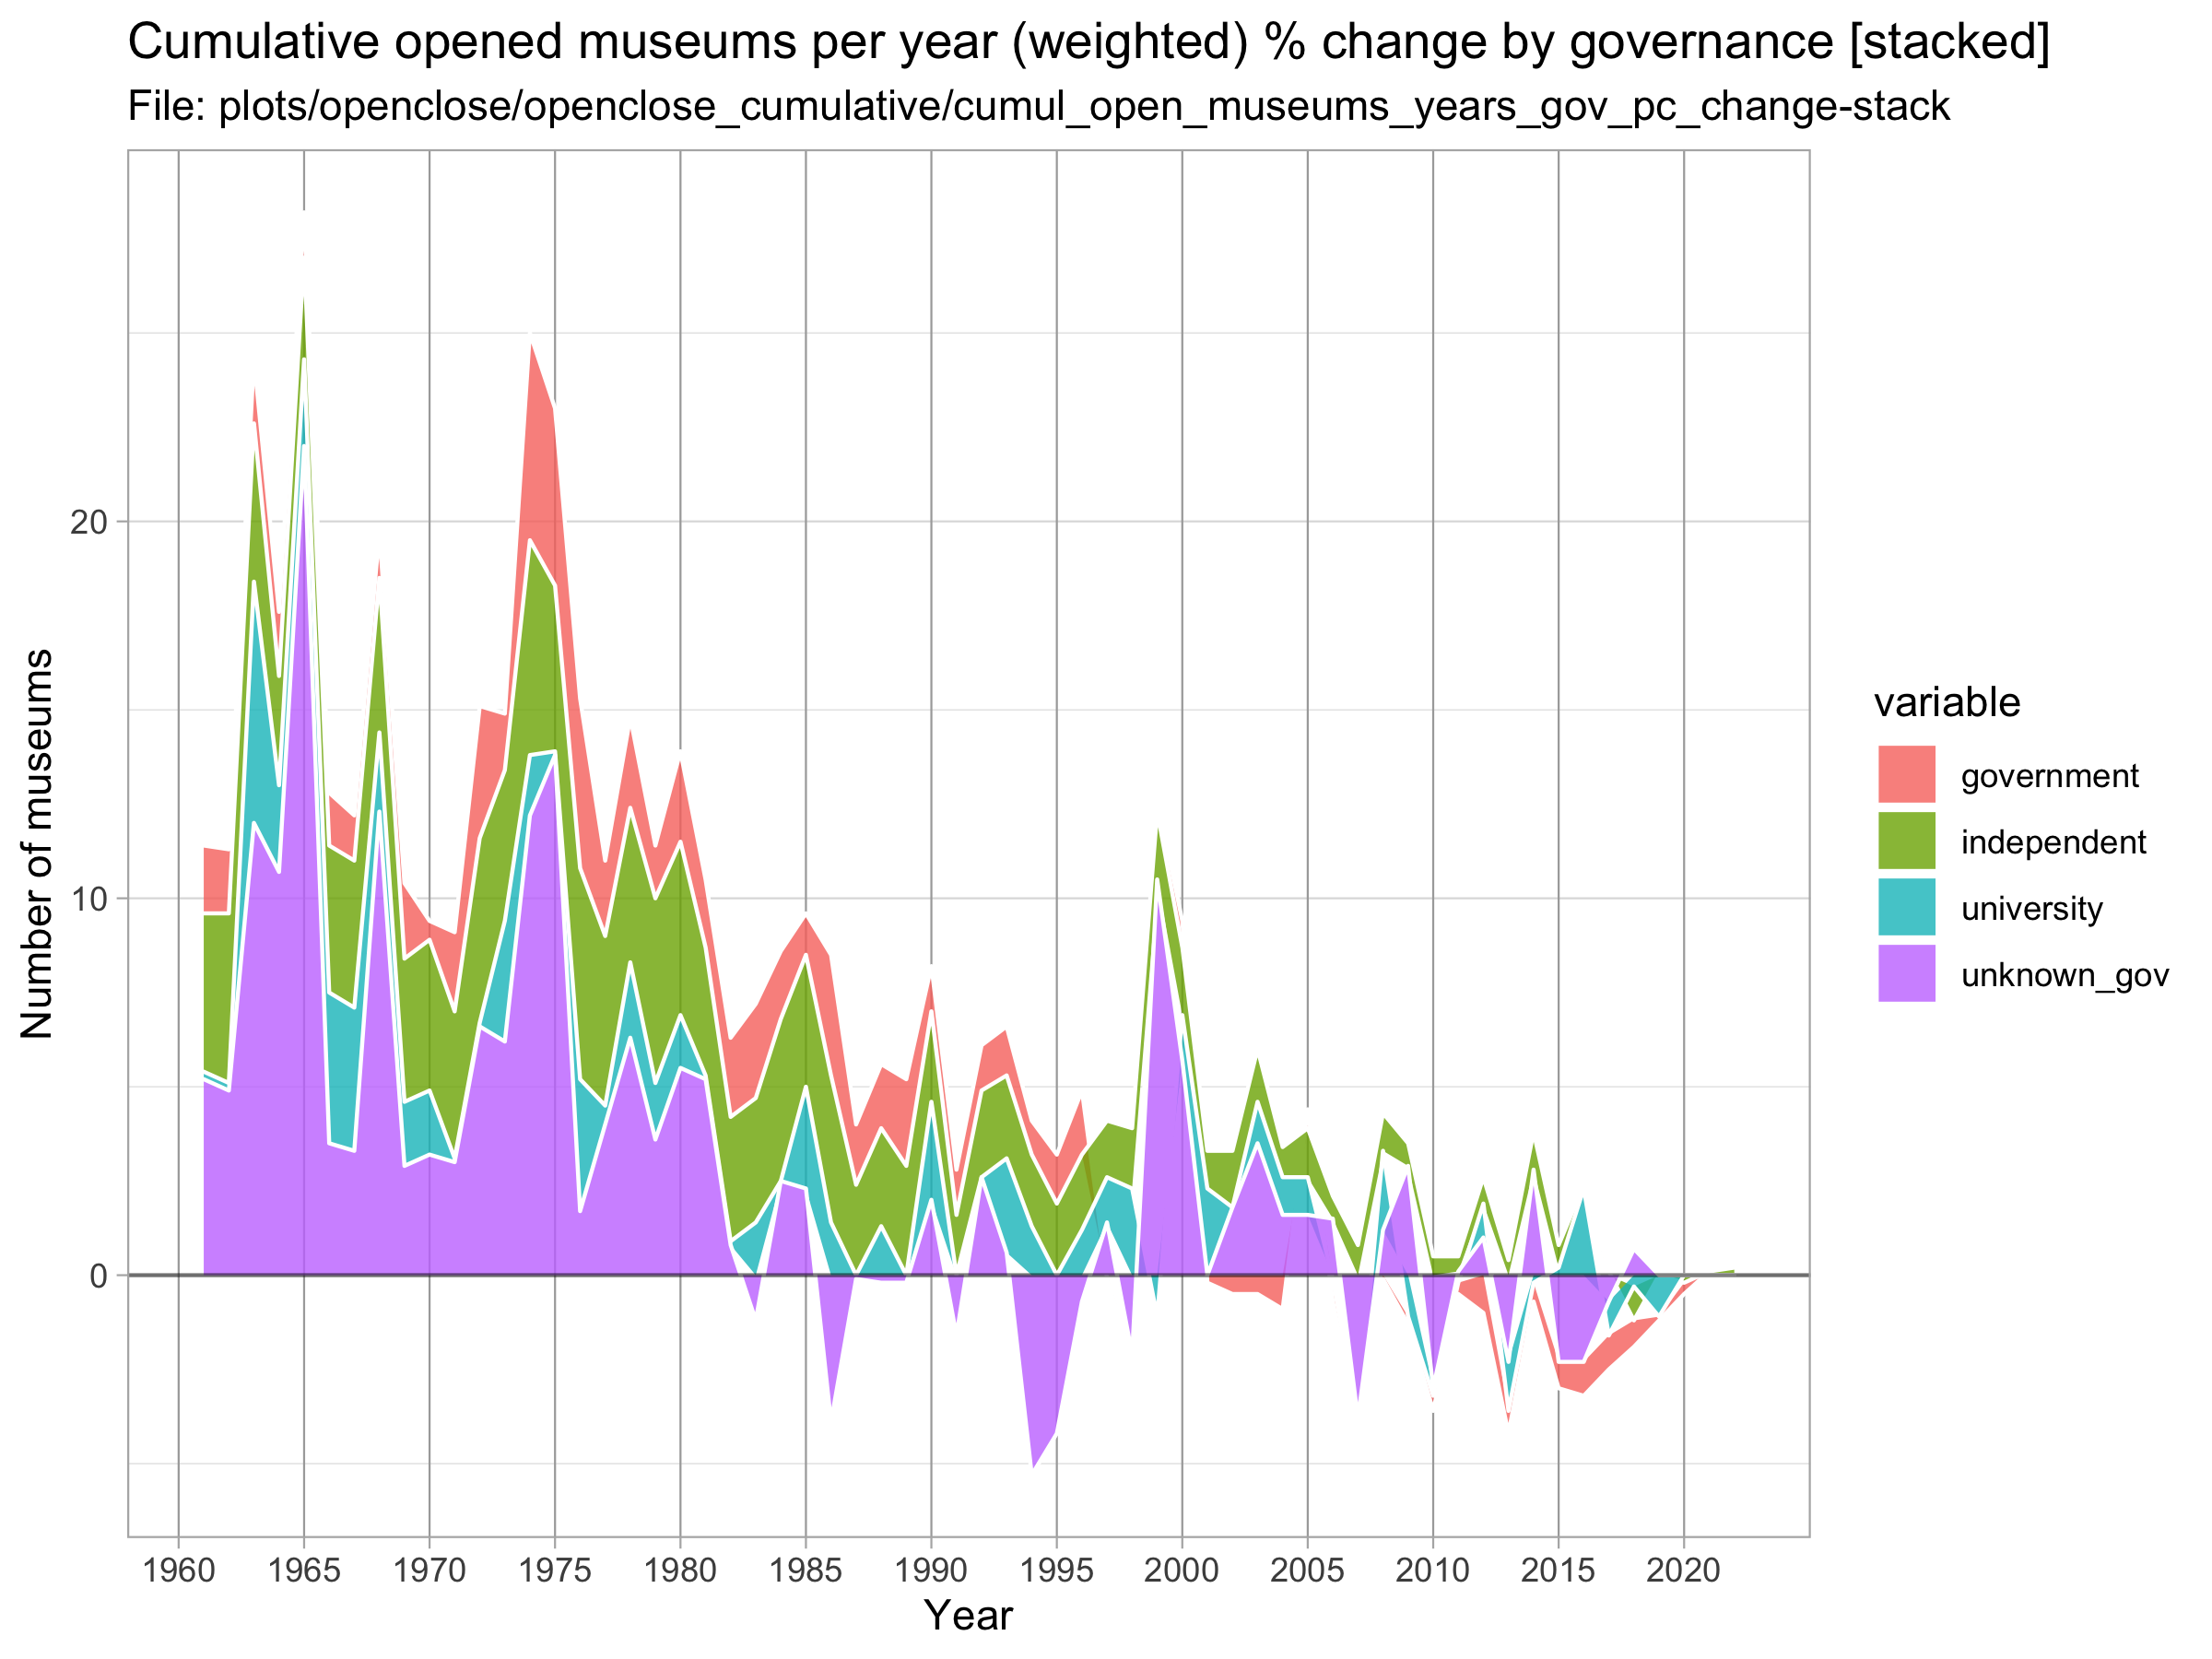 Cumulative opened museums per year (weighted) % change by governance [stacked]
File: plots/openclose/openclose_cumulative/cumul_open_museums_years_gov_pc_change-stack
Number of museums
20
10
0
1960 1965 1970 1975 1980 1985 1990 1995 2000 2005 2010 2015 2020
Year
variable
government
independent
university
unknown_gov